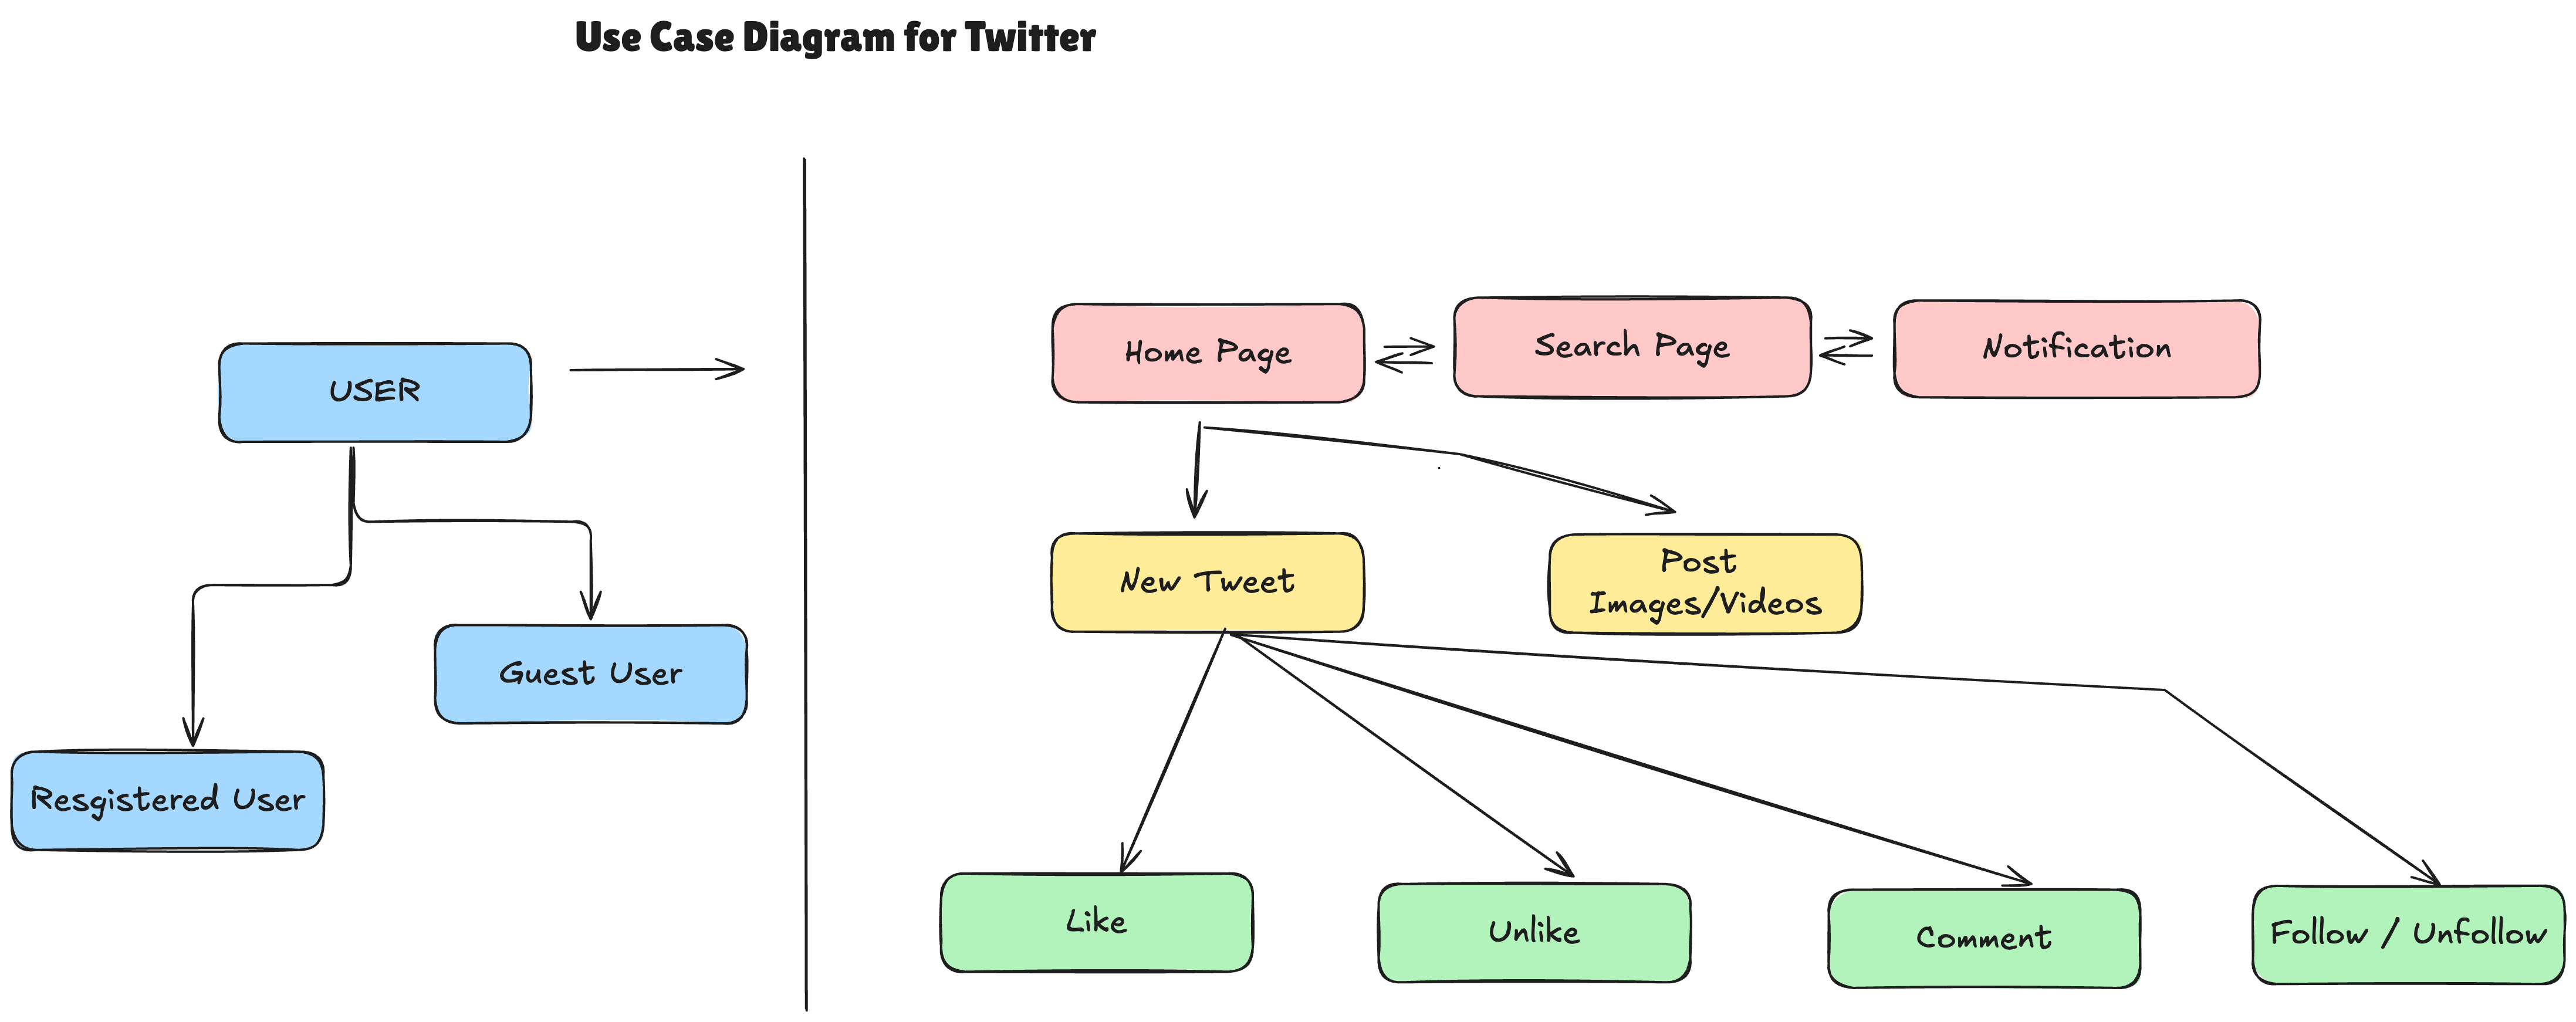 Use Case Diagram for Twitter
USER
Guest User
Resgistered User
Home Page
Search Page
Notification
New Tweet
Post
Images/Videos
Like
Unlike
Comment
Follow / Unfollow